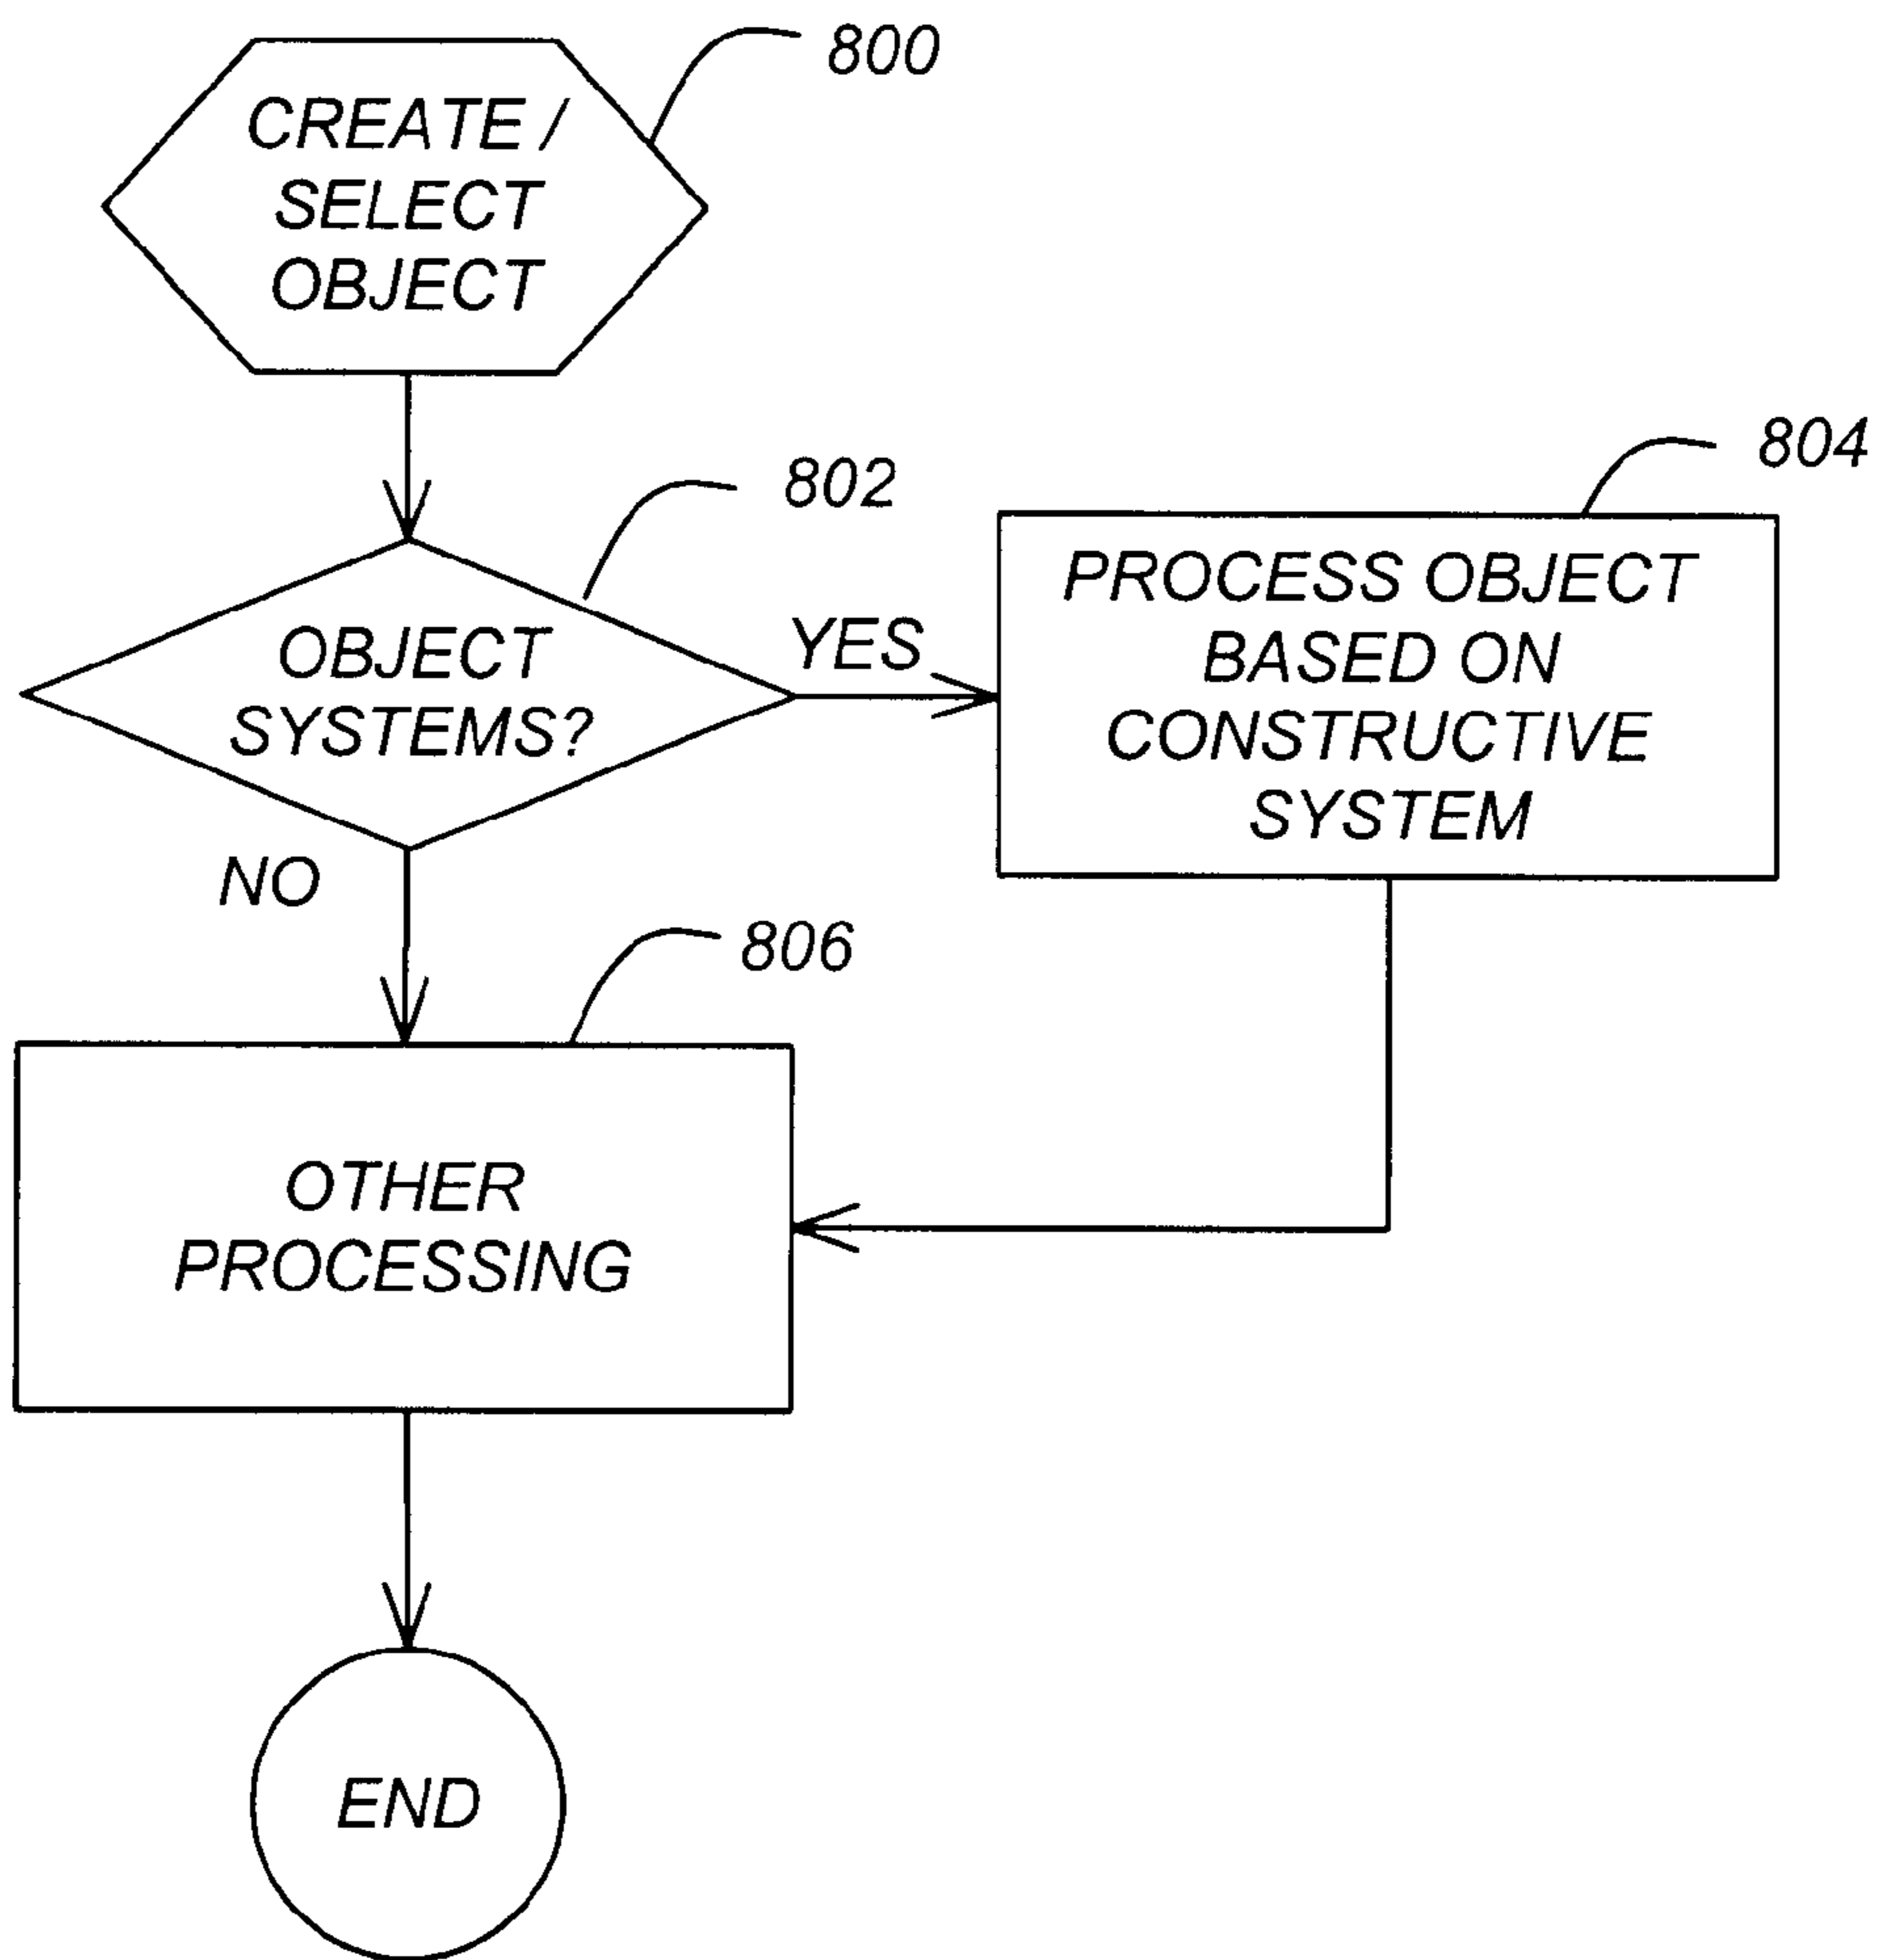 800
CREATE /
SELECT
OBJECT
802
OBJECT
SYSTEMS?
YES
804
PROCESS OBJECT
BASED ON
CONSTRUCTIVE
SYSTEM
NO
806
OTHER
PROCESSING
END